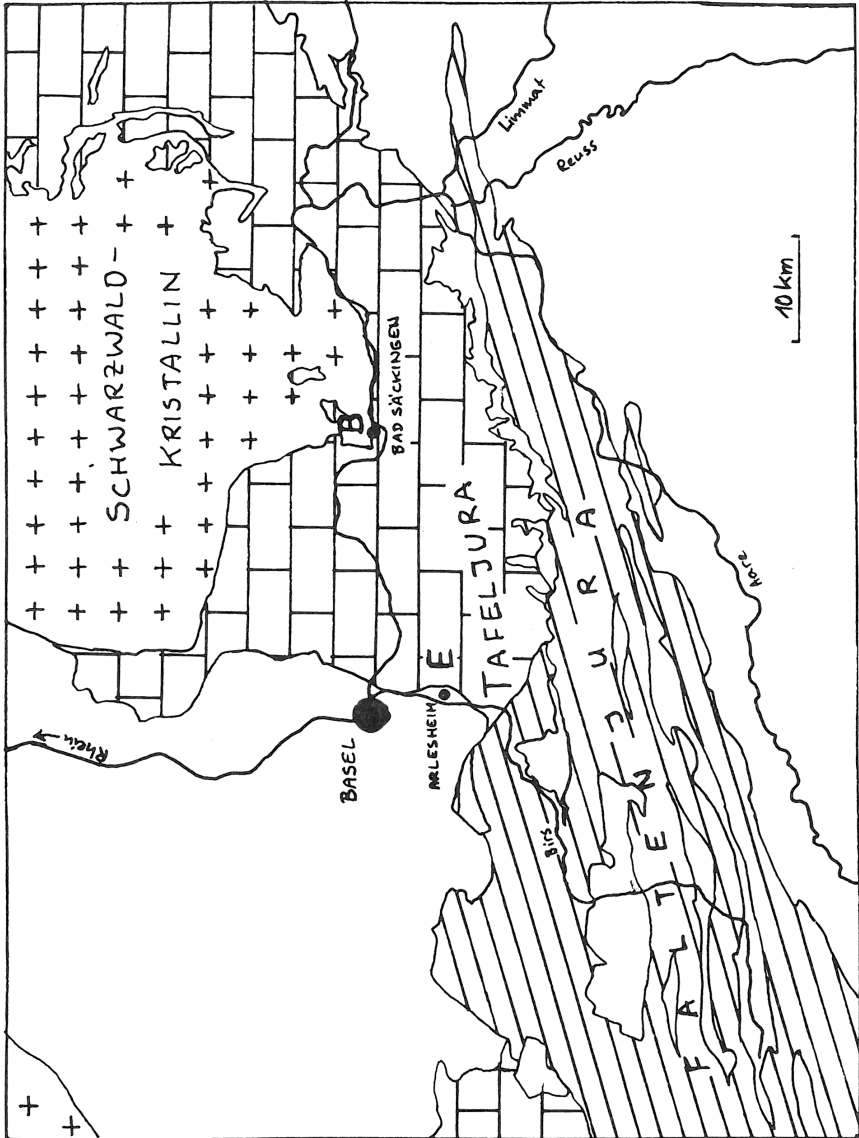 SCHWARZWALD-
KRISTALLIN
Limmat
Reuss
B
BAD SÄCKINGEN
Rhein
10 km
TAFELJURA
E
BASEL
ARLESHEIM
Birs
Aare
FALTENJURA